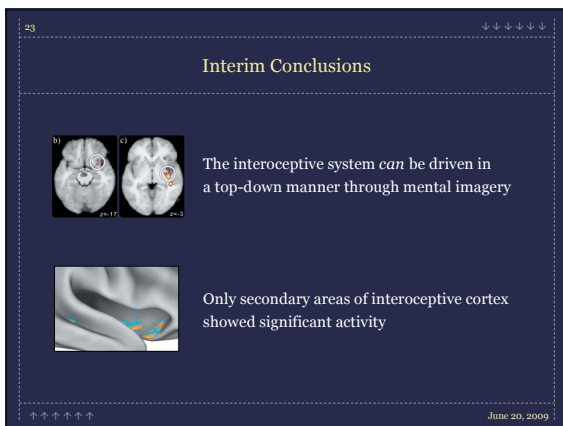 23
↓↓↓↓↓↓
Interim Conclusions
b)
c)
z=-17
z=-3
The interoceptive system can be driven in
a top-down manner through mental imagery
Only secondary areas of interoceptive cortex
showed significant activity
↑↑↑↑↑↑
June 20, 2009